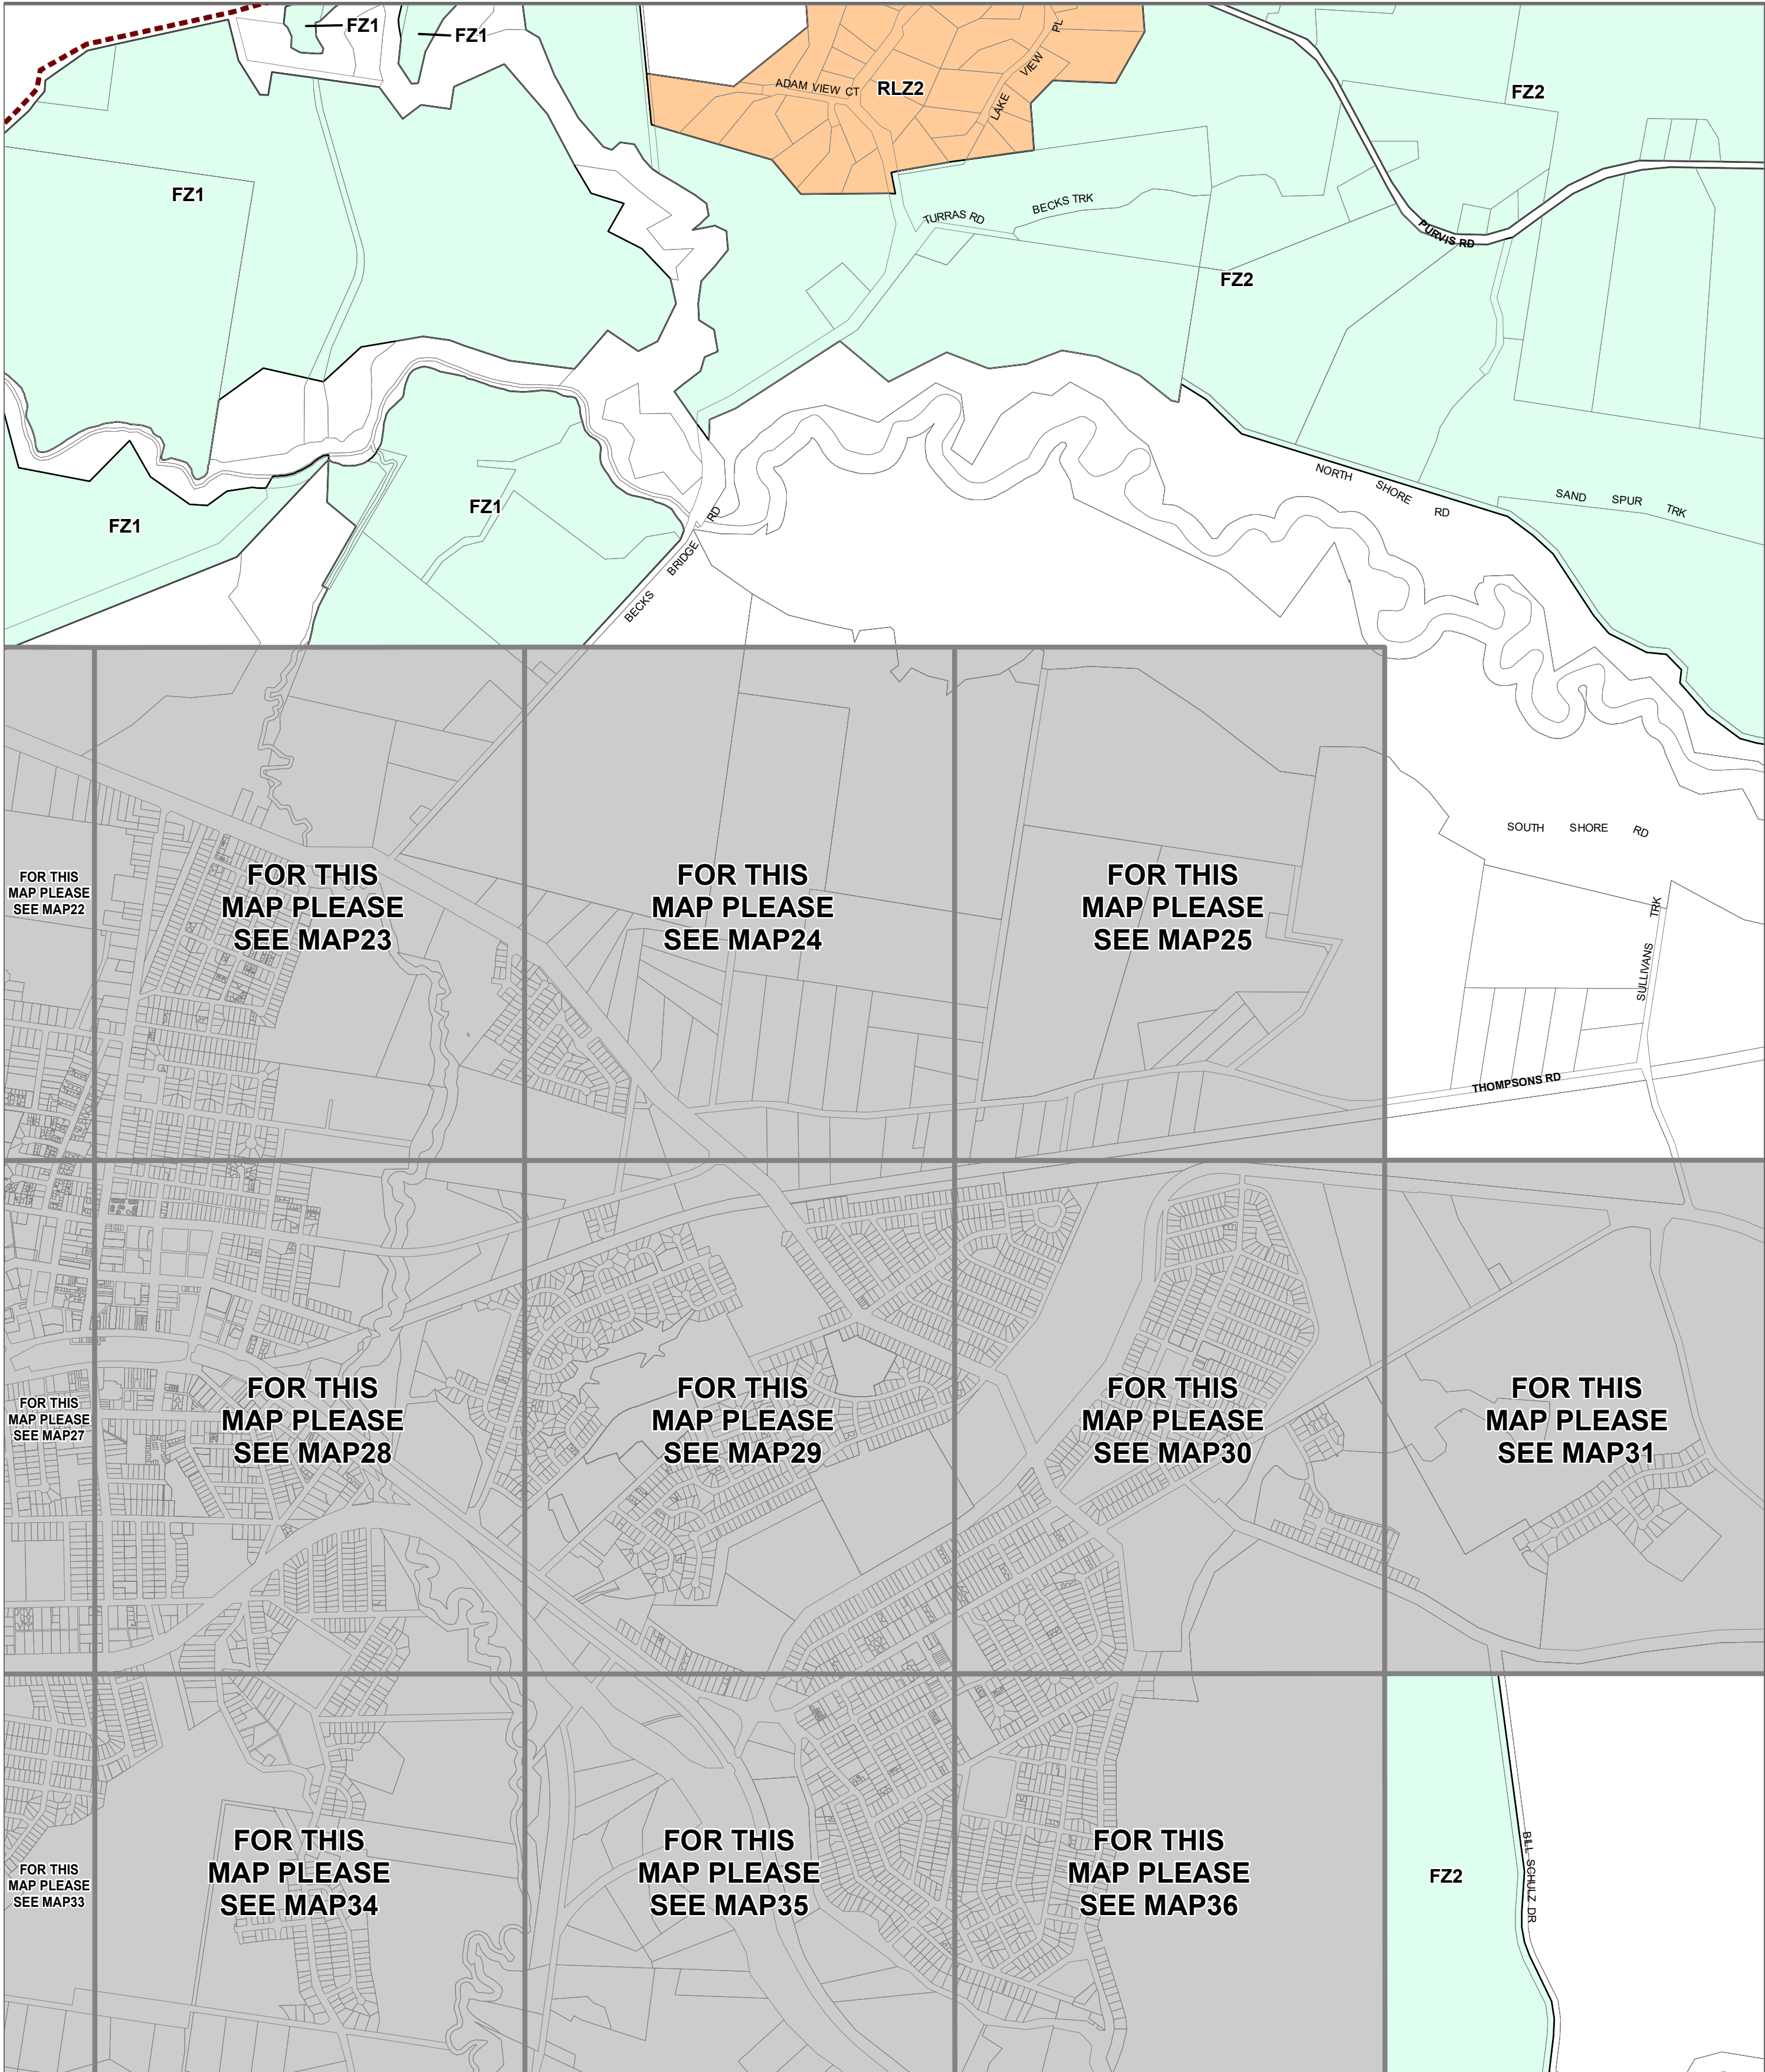 FZ1
FZ1
PL
VIEW
LAKE
ADAM VIEW CT
RLZ2
FZ2
FZ1
BECKS TRK
TURRAS RD
PURVIS RD
FZ2
NORTH SHORE RD
SAND SPUR TRK
FZ1
FZ1
BECKS BRIDGE RD
SOUTH SHORE RD
FOR THIS
MAP PLEASE
SEE MAP22
FOR THIS
MAP PLEASE
SEE MAP23
FOR THIS
MAP PLEASE
SEE MAP24
FOR THIS
MAP PLEASE
SEE MAP25
SULLIVANS TRK
THOMPSONS RD
FOR THIS
MAP PLEASE
SEE MAP27
FOR THIS
MAP PLEASE
SEE MAP28
FOR THIS
MAP PLEASE
SEE MAP29
FOR THIS
MAP PLEASE
SEE MAP30
FOR THIS
MAP PLEASE
SEE MAP31
FOR THIS
MAP PLEASE
SEE MAP33
FOR THIS
MAP PLEASE
SEE MAP34
FOR THIS
MAP PLEASE
SEE MAP35
FOR THIS
MAP PLEASE
SEE MAP36
FZ2
BILL SCHULZ DR